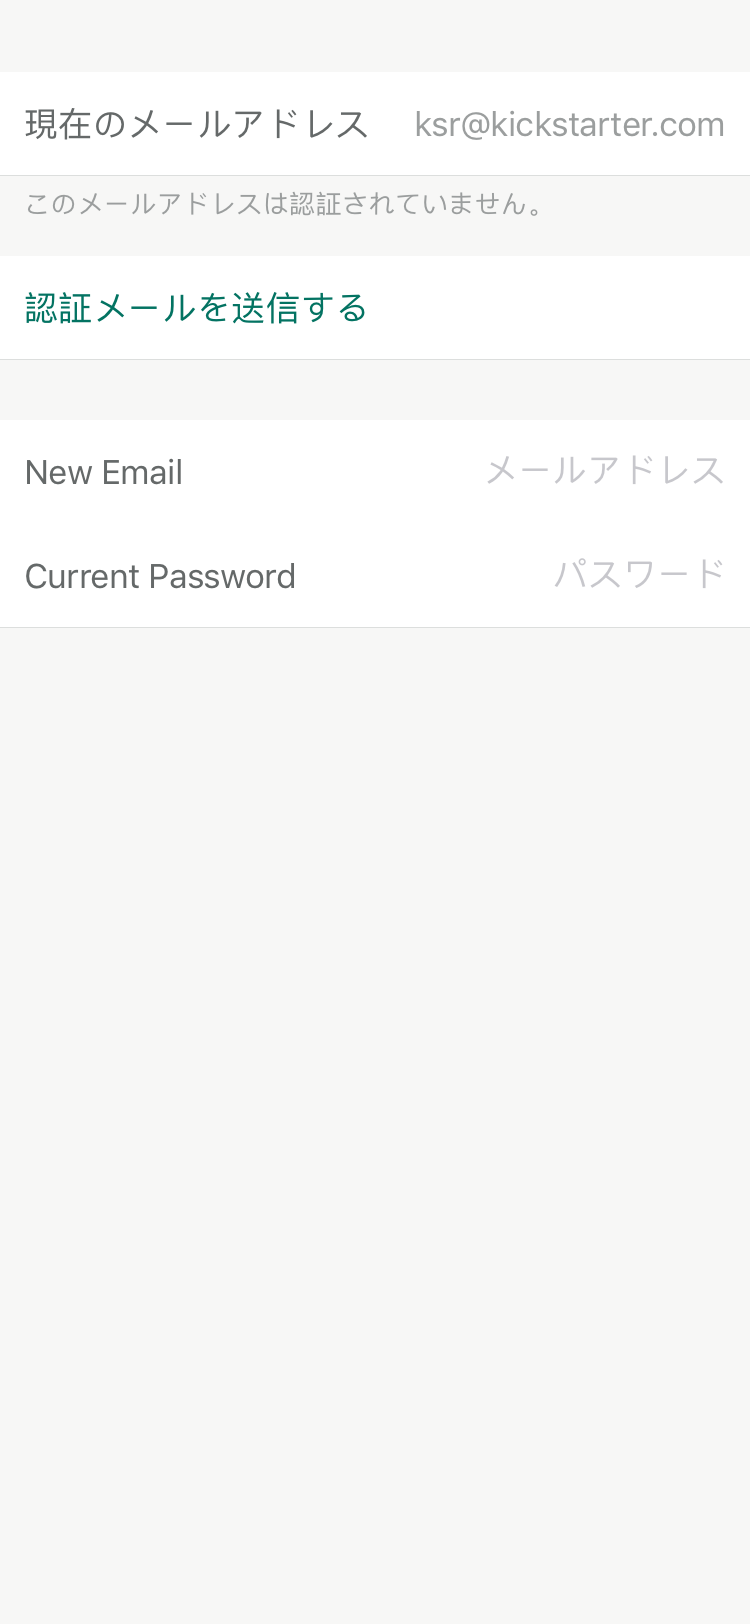 現在のメールアドレス ksr@kickstarter.com
このメールアドレスは認証されていません。
認証メールを送信する
New Email メールアドレス
Current Password パスワード